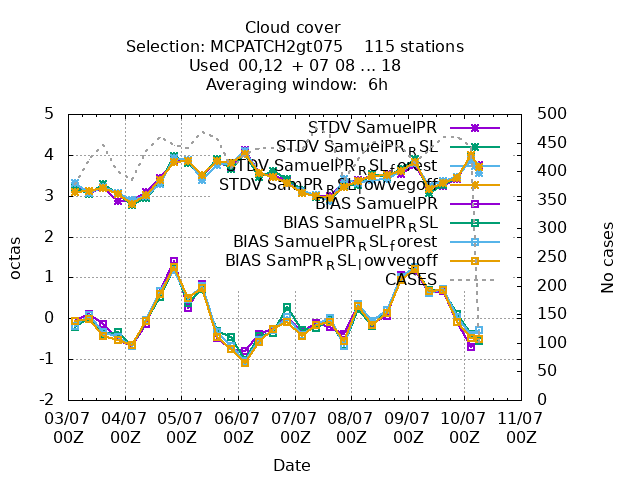 Cloud cover
Selection: MCPATCH2gt075    115 stations
Used  00,12  + 07 08 ... 18
Averaging window:  6h
STDV SamuelPR
STDV SamuelPR_RSL
STDV SamuelPR_RSL_forest
STDV SamPR_RSL_lowvegoff
BIAS SamuelPR
BIAS SamuelPR_RSL
BIAS SamuelPR_RSL_forest
BIAS SamPR_RSL_lowvegoff
CASES
octas
5
4
3
2
1
0
-1
-2
No cases
500
450
400
350
300
250
200
150
100
50
0
03/07 04/07 05/07 06/07 07/07 08/07 09/07 10/07 11/07
00Z 00Z 00Z 00Z 00Z 00Z 00Z 00Z 00Z
Date